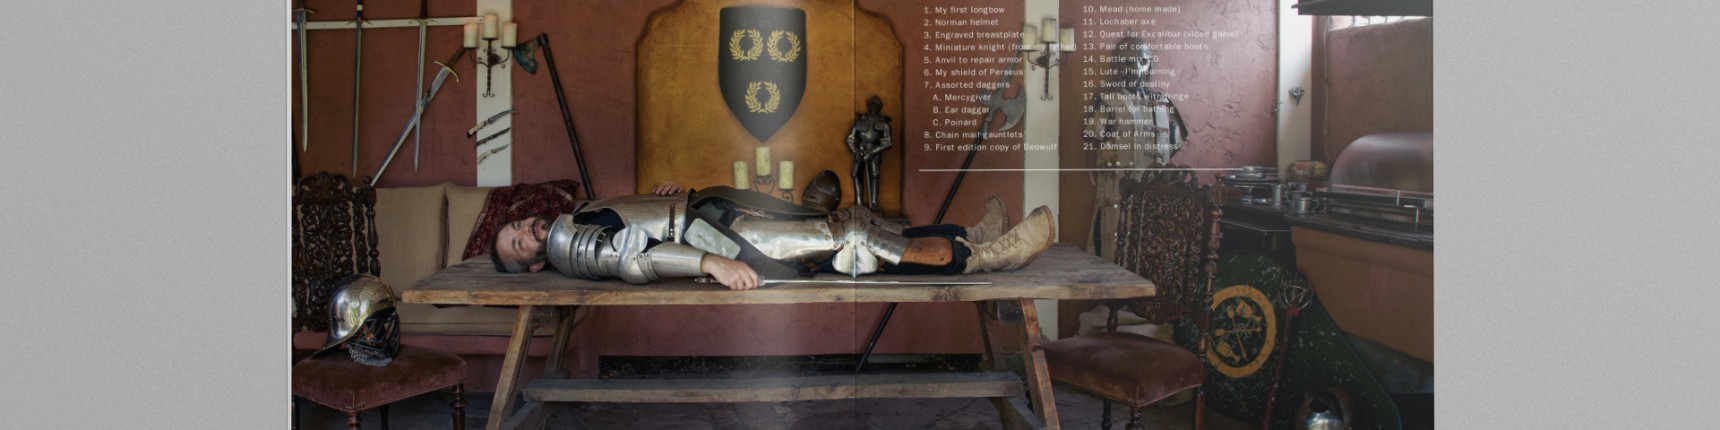 1. My first longbow
2. Norman helmet
3. Engraved breastplate
4. Miniature knight (from my father)
5. Anvil to repair armor
6. My shield of Perseus
7. Assorted daggers
A. Mercygiver
B. Ear daggar
C. Poinard
8. Chain mail gauntlets
9. First edition copy of Beowulf
10. Mead (home made)
11. Lochaber axe
12. Quest for Excalibur (video game)
13. Pair of comfortable boots
14. Battle mix CD
15. Lute - I'm learning
16. Sword of destiny
17. Tall boots with
18. Barrel for bathing
19. War hammer
20. Coat of Arms
21. Damsel in distress